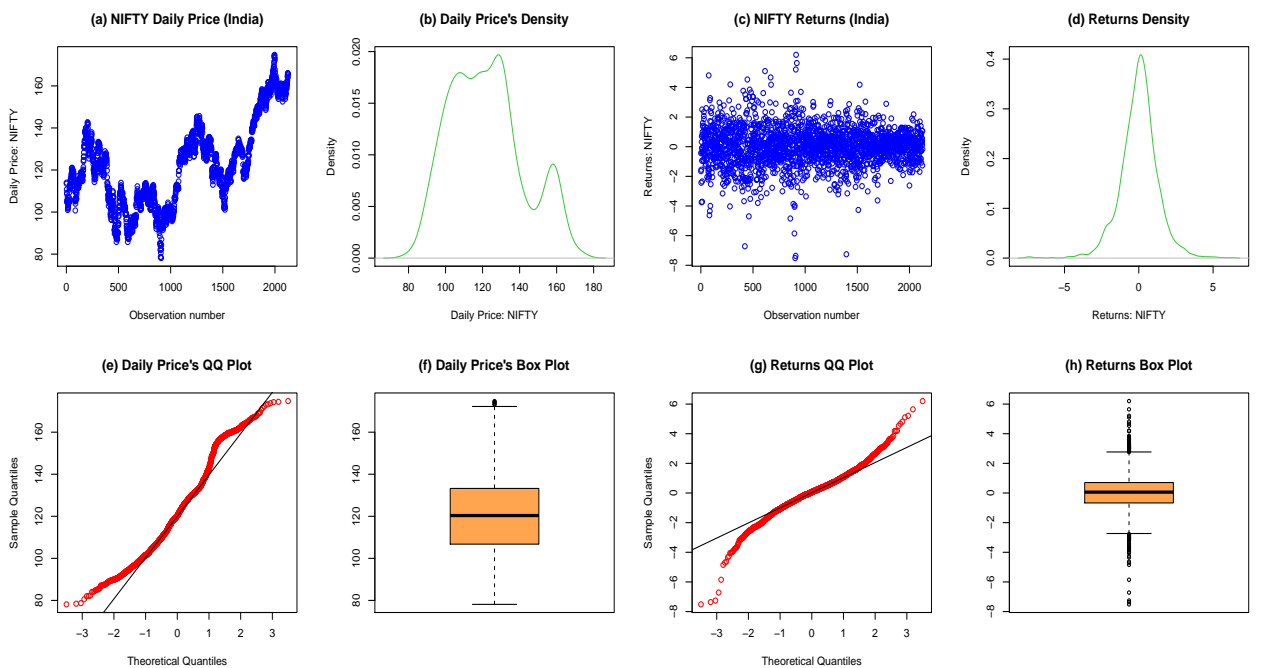 (a) NIFTY Daily Price (India)
Daily Price: NIFTY
80 100 120 140 160
0 500 1000 1500 2000
Observation number
(b) Daily Price's Density
Density
0.000 0.005 0.010 0.015 0.020
80 100 120 140 160 180
Daily Price: NIFTY
(c) NIFTY Returns (India)
Returns: NIFTY
−8 −6 −4 −2 0 2 4 6
0 500 1000 1500 2000
Observation number
(d) Returns Density
Density
0.0 0.1 0.2 0.3 0.4
−5 0 5
Returns: NIFTY
(e) Daily Price's QQ Plot
Sample Quantiles
80 100 120 140 160
−3 −2 −1 0 1 2 3
Theoretical Quantiles
(f) Daily Price's Box Plot
80 100 120 140 160
(g) Returns QQ Plot
Sample Quantiles
−8 −6 −4 −2 0 2 4 6
−3 −2 −1 0 1 2 3
Theoretical Quantiles
(h) Returns Box Plot
−8 −6 −4 −2 0 2 4 6